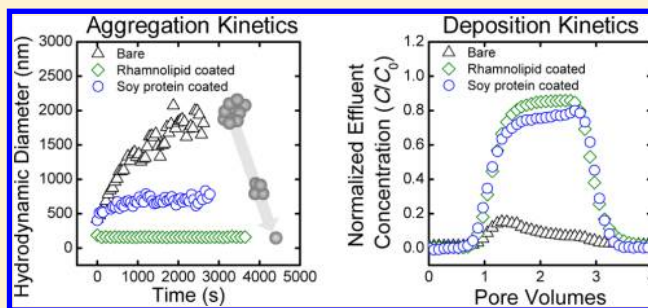 Aggregation Kinetics
Hydrodynamic Diameter (nm)
3000
2500
2000
1500
1000
500
0
Bare
Rhamnolipid coated
Soy protein coated
0 1000 2000 3000 4000 5000
Time (s)
Deposition Kinetics
Normalized Effluent
Concentration (C/C0)
1.2
1.0
0.8
0.6
0.4
0.2
0.0
Bare
Rhamnolipid coated
Soy protein coated
0 1 2 3 4
Pore Volumes